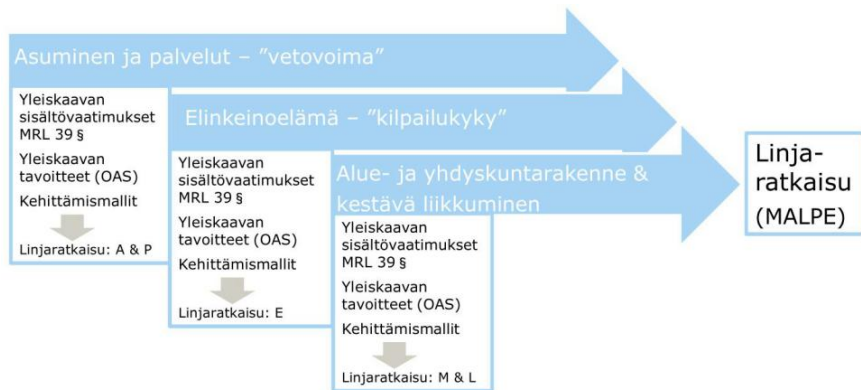 Asuminen ja palvelut – ”vetovoima”
Yleiskaavan
sisältövaatimukset
MRL 39 §
Yleiskaavan
tavoitteet (OAS)
Kehittämismallit
Linjaratkaisu: A & P
Elinkeinoelämä – ”kilpailukyky”
Yleiskaavan
sisältövaatimukset
MRL 39 §
Yleiskaavan
tavoitteet (OAS)
Kehittämismallit
Linjaratkaisu: E
Alue- ja yhdyskuntarakenne &
kestävä liikkuminen
Yleiskaavan
sisältövaatimukset
MRL 39 §
Yleiskaavan
tavoitteet (OAS)
Kehittämismallit
Linjaratkaisu: M & L
Linja-
ratkaisu
(MALPE)